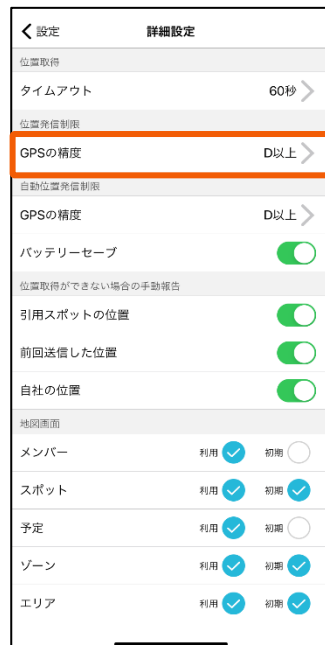 設定 詳細設定
位置取得
タイムアウト 60秒
位置発信制限
GPSの精度 D以上
自動位置発信制限
GPSの精度 D以上
バッテリーセーブ
位置取得ができない場合の手動報告
引用スポットの位置
前回送信した位置
自社の位置
地図画面
メンバー 利用 初期
スポット 利用 初期
予定 利用 初期
ゾーン 利用 初期
エリア 利用 初期